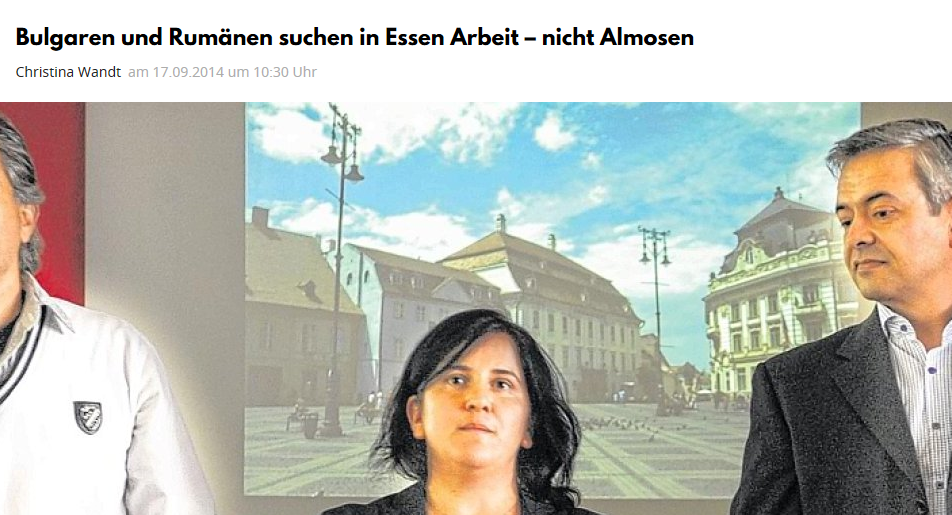 Bulgaren und Rumänen suchen in Essen Arbeit – nicht Almosen
Christina Wandt am 17.09.2014 um 10:30 Uhr